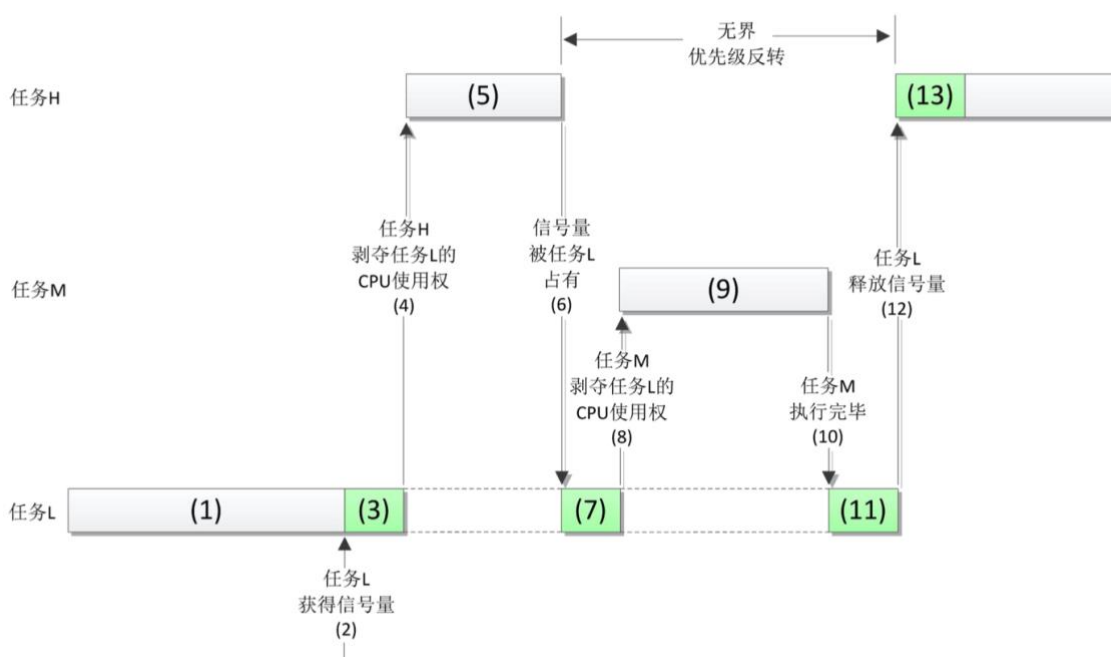 无界
优先级反转
任务H
(5)
(13)
任务H
剥夺任务L的
CPU使用权
(4)
信号量
被任务L
占有
(6)
任务L
释放信号量
(12)
任务M
(9)
任务M
剥夺任务L的
CPU使用权
(8)
任务M
执行完毕
(10)
任务L
(1)
(3)
(7)
(11)
任务L
获得信号量
(2)